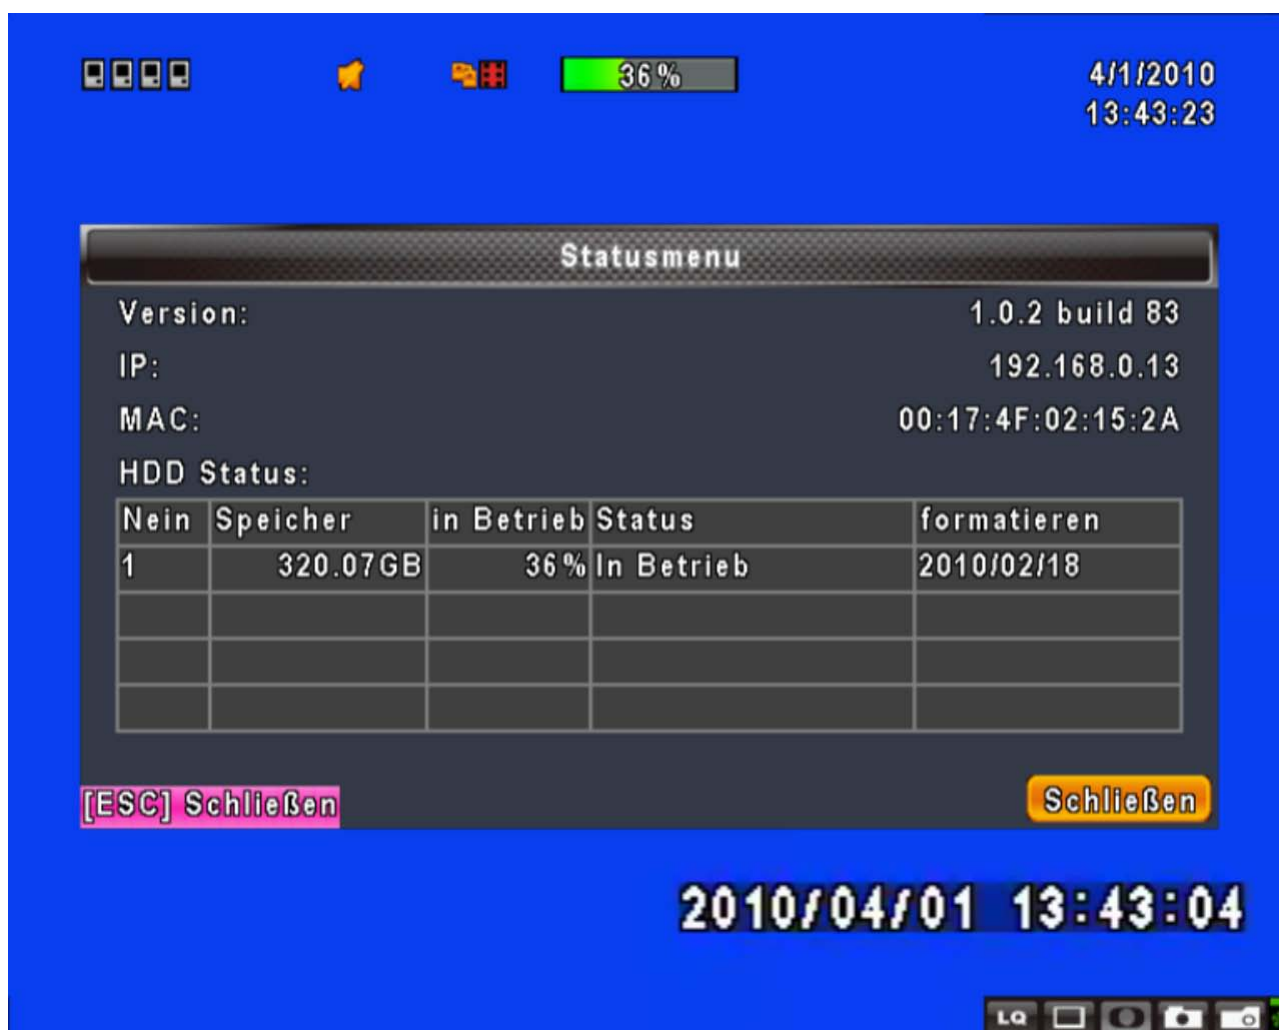 36%
4/1/2010
13:43:23
Statusmenu
Version: 1.0.2 build 83
IP: 192.168.0.13
MAC: 00:17:4F:02:15:2A
HDD Status:
Nein Speicher in Betrieb Status formatieren
1 320.07GB 36% In Betrieb 2010/02/18
[ESC] Schließen Schließen
2010/04/01 13:43:04
LQ